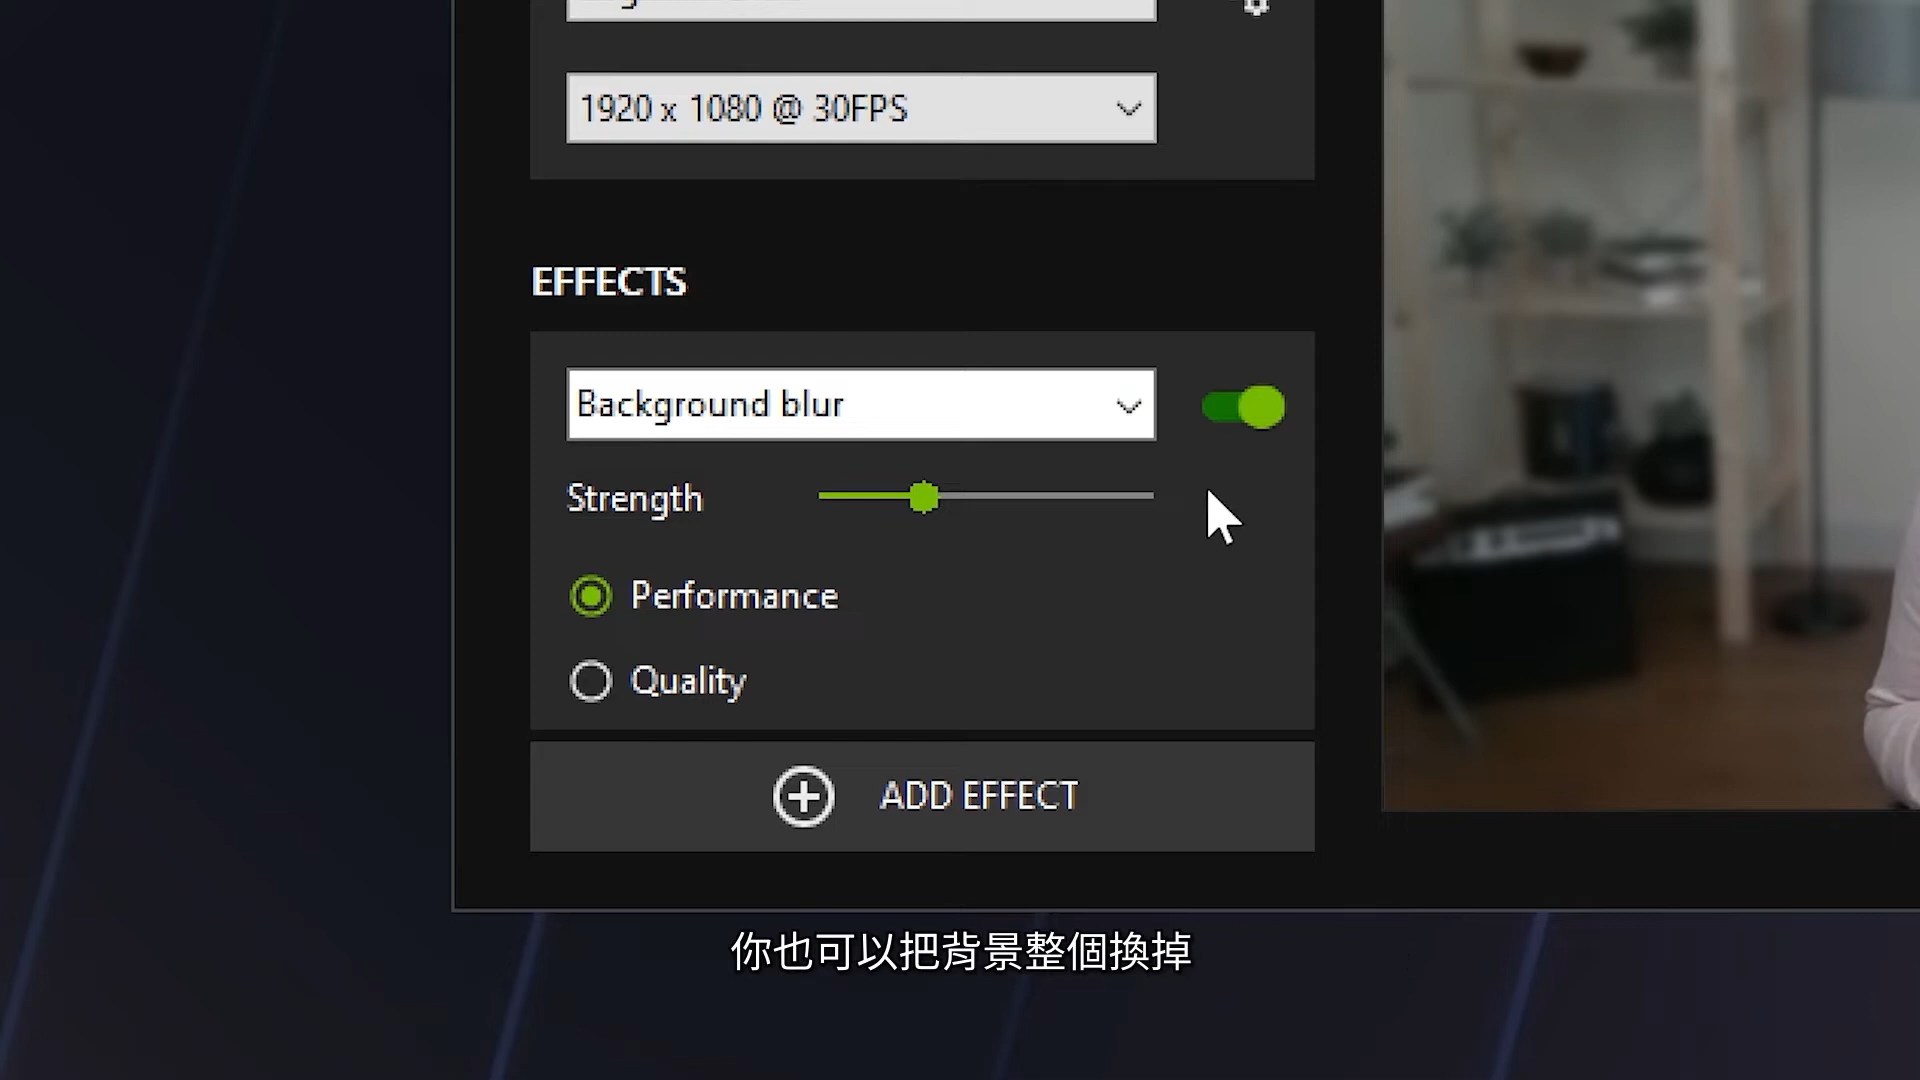 1920 x 1080 @ 30FPS
EFFECTS
Background blur
Strength
Performance
Quality
ADD EFFECT
你也可以把背景整個換掉